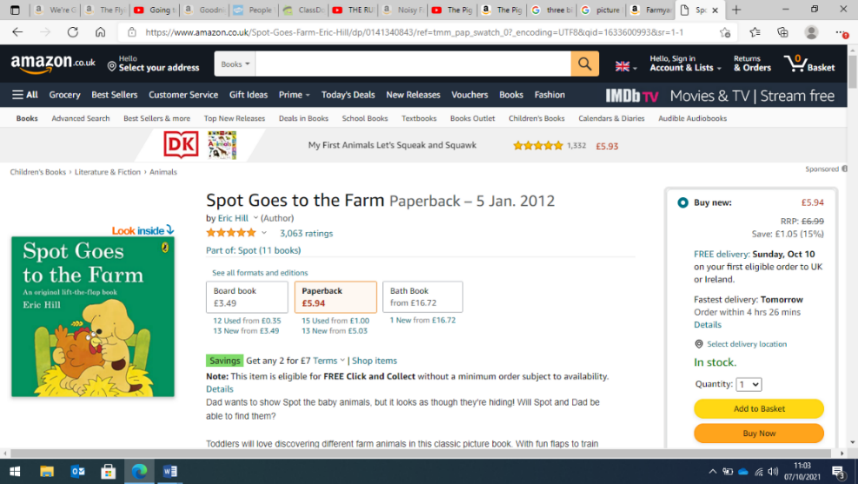 We're G
The Fly
Going
Goodni
People
ClassDo
THE RU
Noisy F
The Pig
The Pig
three bi
picture
Farmya
Spo
https://www.amazon.co.uk/Spot-Goes-Farm-Eric-Hill/dp/0141340843/ref=tmm_pap_swatch_0?_encoding=UTF8&qid=1633600993&sr=1-1
amazon.co.uk
Hello
Select your address
Books
Hello, Sign in
Account & Lists
Returns
& Orders
0
Basket
All Grocery Best Sellers Customer Service Gift Ideas Prime Today's Deals New Releases Vouchers Books Fashion
IMDb TV Movies & TV | Stream free
Books Advanced Search Best Sellers & more Top New Releases Deals in Books School Books Textbooks Books Outlet Children's Books Calendars & Diaries Audible Audiobooks
DK
My First Animals Let's Squeak and Squawk 1,332 £5.93
Sponsored
Children's Books › Literature & Fiction › Animals
Look inside
Spot Goes
to the Farm
An original lift-the-flap book
Eric Hill
Spot Goes to the Farm Paperback – 5 Jan. 2012
by Eric Hill (Author)
3,063 ratings
Part of: Spot (11 books)
See all formats and editions
Board book
£3.49
12 Used from £0.35
13 New from £3.49
Paperback
£5.94
15 Used from £1.00
13 New from £5.03
Bath Book
from £16.72
1 New from £16.72
Savings Get any 2 for £7 Terms | Shop items
Note: This item is eligible for FREE Click and Collect without a minimum order subject to availability.
Details
Dad wants to show Spot the baby animals, but it looks as though they're hiding! Will Spot and Dad be
able to find them?
Toddlers will love discovering different farm animals in this classic picture book. With fun flaps to train
Buy new: £5.94
RRP: £6.99
Save: £1.05 (15%)
FREE delivery: Sunday, Oct 10
on your first eligible order to UK
or Ireland.
Fastest delivery: Tomorrow
Order within 4 hrs 26 mins
Details
Select delivery location
In stock.
Quantity: 1
Add to Basket
Buy Now
11:03
07/10/2021